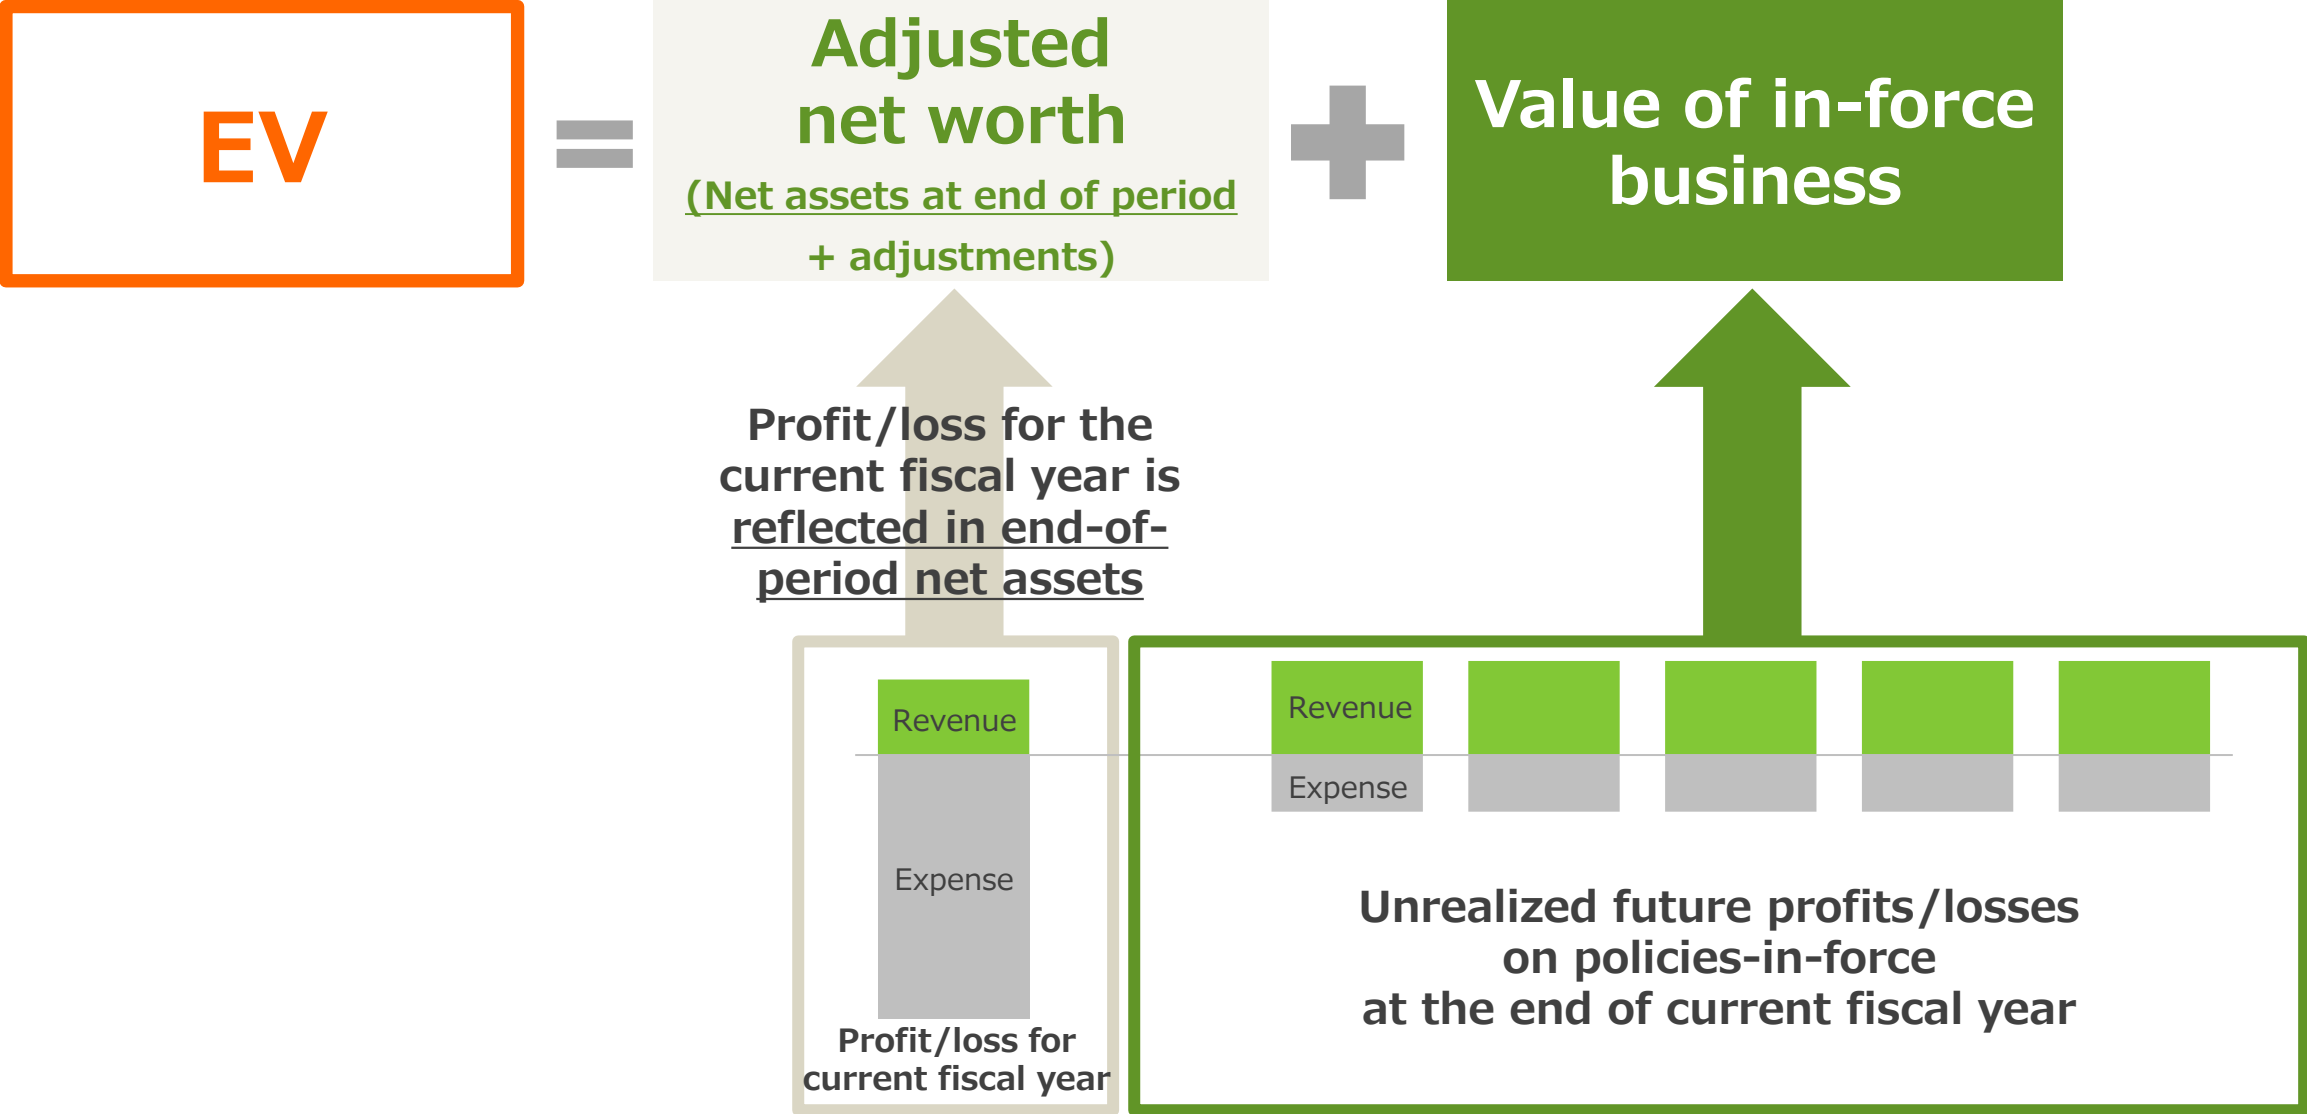 EV
=
Adjusted
net worth
(Net assets at end of period
+ adjustments)
Value of in-force
business
Profit/loss for the
current fiscal year is
reflected in end-of-
period net assets
Revenue
Expense
Profit/loss for
current fiscal year
Revenue
Expense
Unrealized future profits/losses
on policies-in-force
at the end of current fiscal year